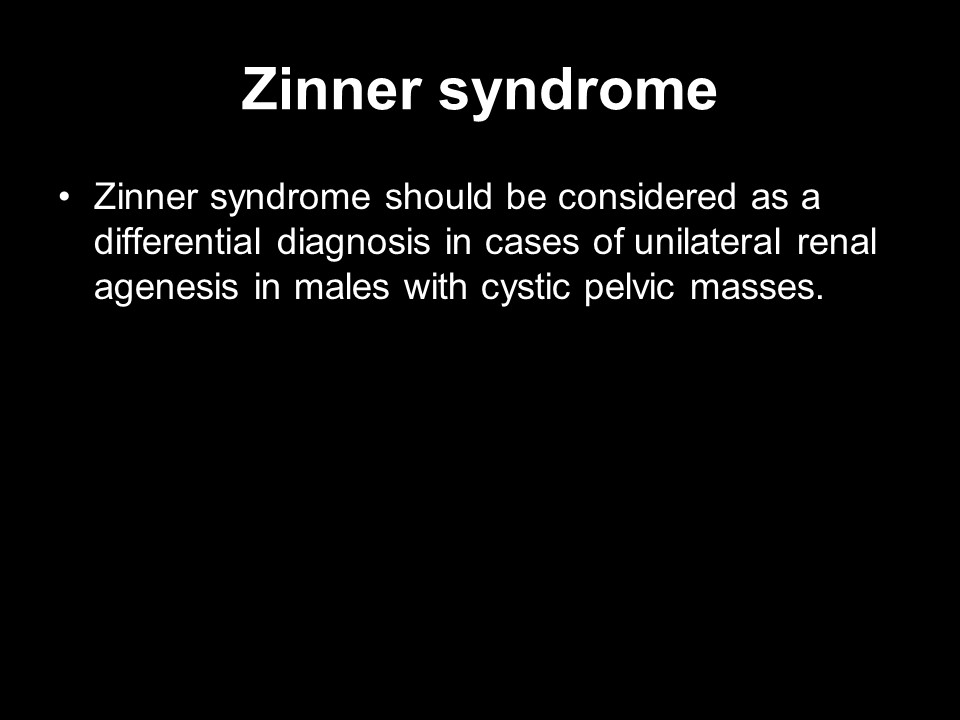 Zinner syndrome
• Zinner syndrome should be considered as a
differential diagnosis in cases of unilateral renal
agenesis in males with cystic pelvic masses.